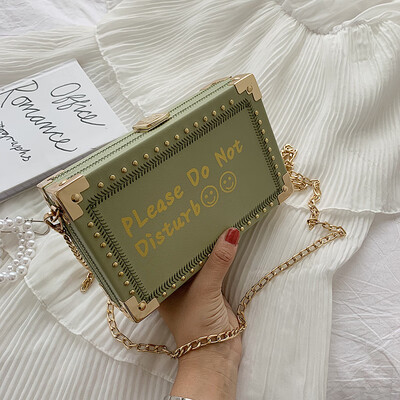 Office
Romance
PLease Do Not
Disturb☺☺